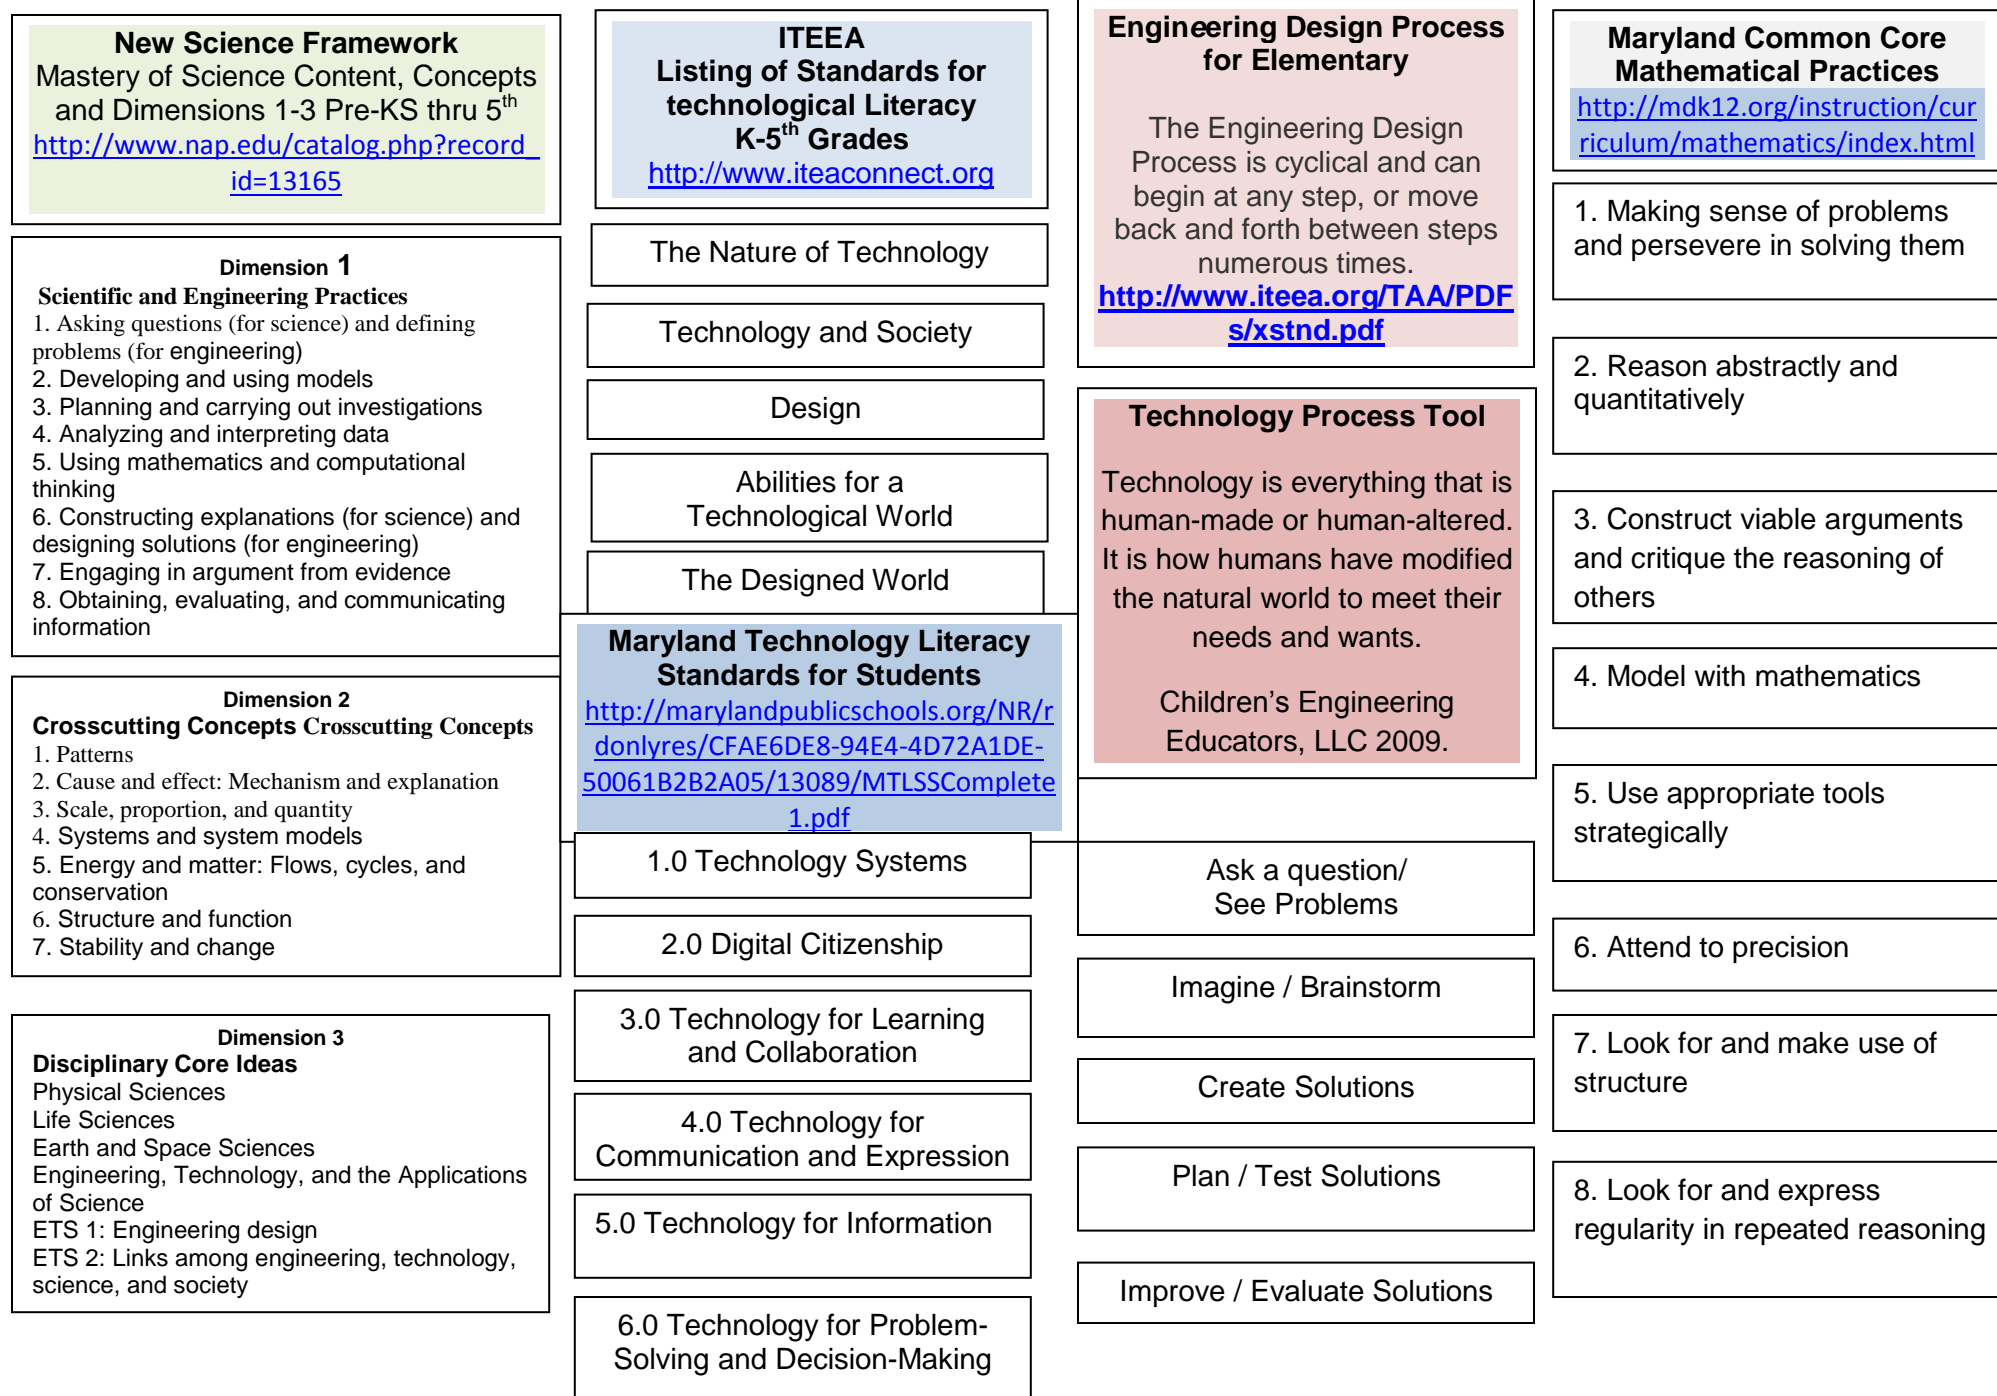 New Science Framework
Mastery of Science Content, Concepts
and Dimensions 1-3 Pre-KS thru 5th
http://www.nap.edu/catalog.php?record_
id=13165
Dimension 1
Scientific and Engineering Practices
1. Asking questions (for science) and defining
problems (for engineering)
2. Developing and using models
3. Planning and carrying out investigations
4. Analyzing and interpreting data
5. Using mathematics and computational
thinking
6. Constructing explanations (for science) and
designing solutions (for engineering)
7. Engaging in argument from evidence
8. Obtaining, evaluating, and communicating
information
Dimension 2
Crosscutting Concepts Crosscutting Concepts
1. Patterns
2. Cause and effect: Mechanism and explanation
3. Scale, proportion, and quantity
4. Systems and system models
5. Energy and matter: Flows, cycles, and
conservation
6. Structure and function
7. Stability and change
Dimension 3
Disciplinary Core Ideas
Physical Sciences
Life Sciences
Earth and Space Sciences
Engineering, Technology, and the Applications
of Science
ETS 1: Engineering design
ETS 2: Links among engineering, technology,
science, and society
ITEEA
Listing of Standards for
technological Literacy
K-5th Grades
http://www.iteaconnect.org
The Nature of Technology
Technology and Society
Design
Abilities for a
Technological World
The Designed World
Maryland Technology Literacy
Standards for Students
http://marylandpublicschools.org/NR/r
donlyres/CFAE6DE8-94E4-4D72A1DE-
50061B2B2A05/13089/MTLSSComplete
1.pdf
1.0 Technology Systems
2.0 Digital Citizenship
3.0 Technology for Learning
and Collaboration
4.0 Technology for
Communication and Expression
5.0 Technology for Information
6.0 Technology for Problem-
Solving and Decision-Making
Engineering Design Process
for Elementary
The Engineering Design
Process is cyclical and can
begin at any step, or move
back and forth between steps
numerous times.
http://www.iteea.org/TAA/PDF
s/xstnd.pdf
Technology Process Tool
Technology is everything that is
human-made or human-altered.
It is how humans have modified
the natural world to meet their
needs and wants.
Children’s Engineering
Educators, LLC 2009.
Ask a question/
See Problems
Imagine / Brainstorm
Create Solutions
Plan / Test Solutions
Improve / Evaluate Solutions
Maryland Common Core
Mathematical Practices
http://mdk12.org/instruction/cur
riculum/mathematics/index.html
1. Making sense of problems
and persevere in solving them
2. Reason abstractly and
quantitatively
3. Construct viable arguments
and critique the reasoning of
others
4. Model with mathematics
5. Use appropriate tools
strategically
6. Attend to precision
7. Look for and make use of
structure
8. Look for and express
regularity in repeated reasoning